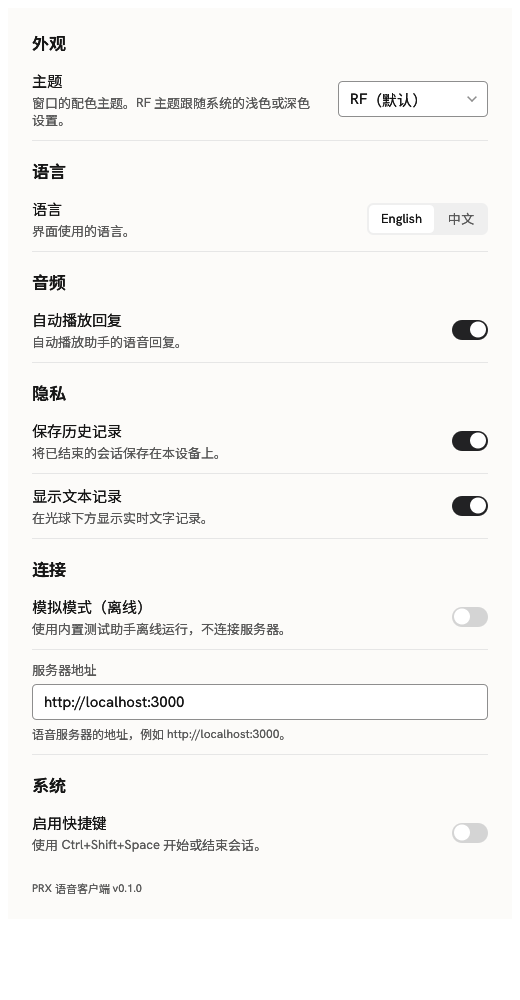 外观
主题
窗口的配色主题。RF 主题跟随系统的浅色或深色
设置。
RF（默认）
语言
语言
界面使用的语言。
English
中文
音频
自动播放回复
自动播放助手的语音回复。
隐私
保存历史记录
将已结束的会话保存在本设备上。
显示文本记录
在光球下方显示实时文字记录。
连接
模拟模式（离线）
使用内置测试助手离线运行，不连接服务器。
服务器地址
http://localhost:3000
语音服务器的地址，例如 http://localhost:3000。
系统
启用快捷键
使用 Ctrl+Shift+Space 开始或结束会话。
PRX 语音客户端 v0.1.0